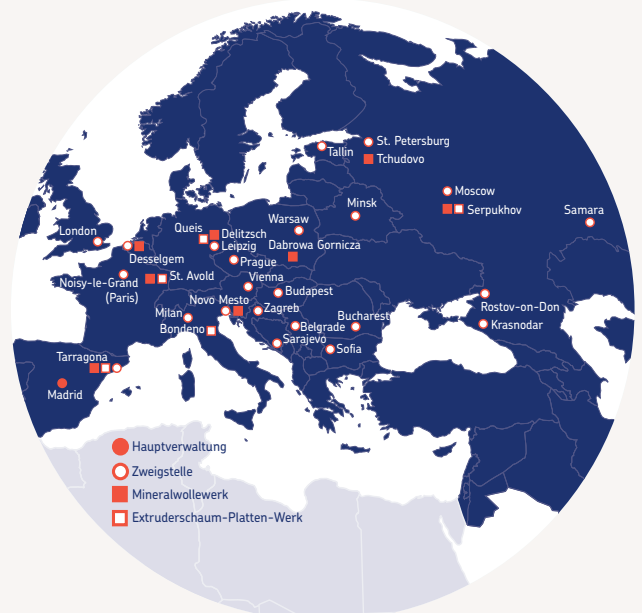 St. Petersburg
Tallin
Tchudovo
Moscow
Minsk
Serpukhov
Samara
Warsaw
Queis
Delitzsch
London
Leipzig
Dabrowa Gornicza
Desselgem
Prague
Noisy-le-Grand
(Paris)
St. Avold
Vienna
Budapest
Novo Mesto
Zagreb
Rostov-on-Don
Milan
Bucharest
Krasnodar
Bondeno
Belgrade
Sarajevo
Sofia
Tarragona
Madrid
Hauptverwaltung
Zweigstelle
Mineralwollewerk
Extruderschaum-Platten-Werk